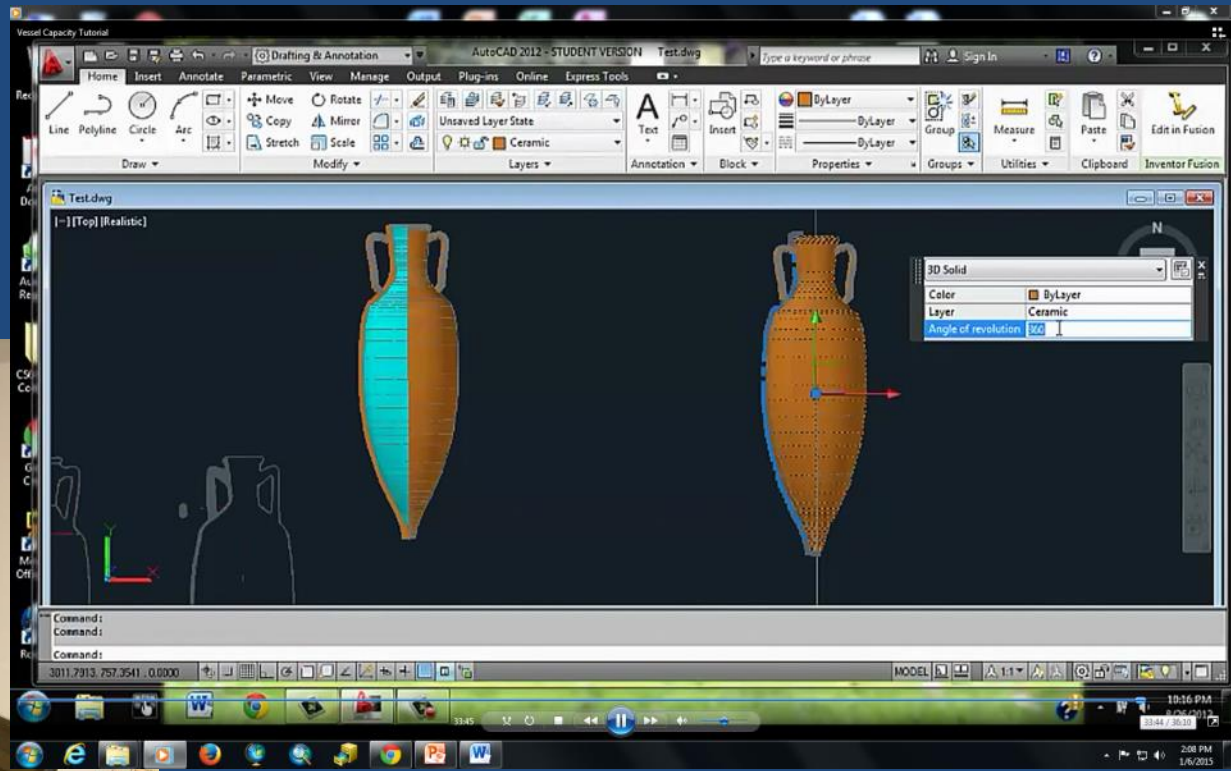 Vessel Capacity Tutorial
Drafting & Annotation
AutoCAD 2012 - STUDENT VERSION Test.dwg
Type a keyword or phrase
Sign In
Home Insert Annotate Parametric View Manage Output Plug-ins Online Express Tools
Line Polyline Circle Arc
Move Rotate
Copy Mirror
Stretch Scale
Unsaved Layer State
Ceramic
Text
Insert
ByLayer
ByLayer
ByLayer
Group
Measure
Paste
Edit in Fusion
Draw Modify Layers Annotation Block Properties Groups Utilities Clipboard Inventor Fusion
Test.dwg
[-] [Top] [Realistic]
N
3D Solid
Color ByLayer
Layer Ceramic
Angle of revolution 360
Y
X
Command:
Command:
Command:
3011.7913, 757.3541 , 0.0000
MODEL
1:1
10:16 PM
33:45
33:44 / 36:10
2:08 PM
1/6/2015